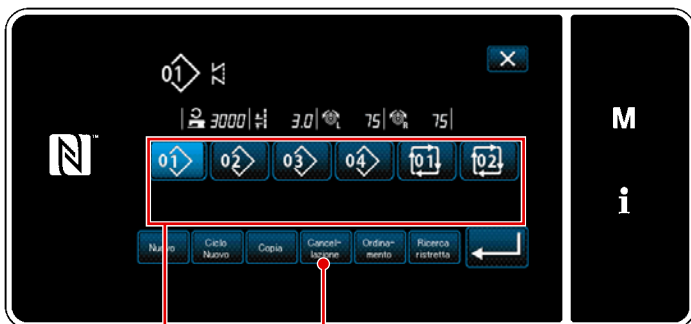 01
3000 3.0 L 75 R 75
01 02 03 04 01 02
Nuovo Ciclo Nuovo Copia Cancel- lazione Ordina- mento Ricerca ristretta
N
M
i